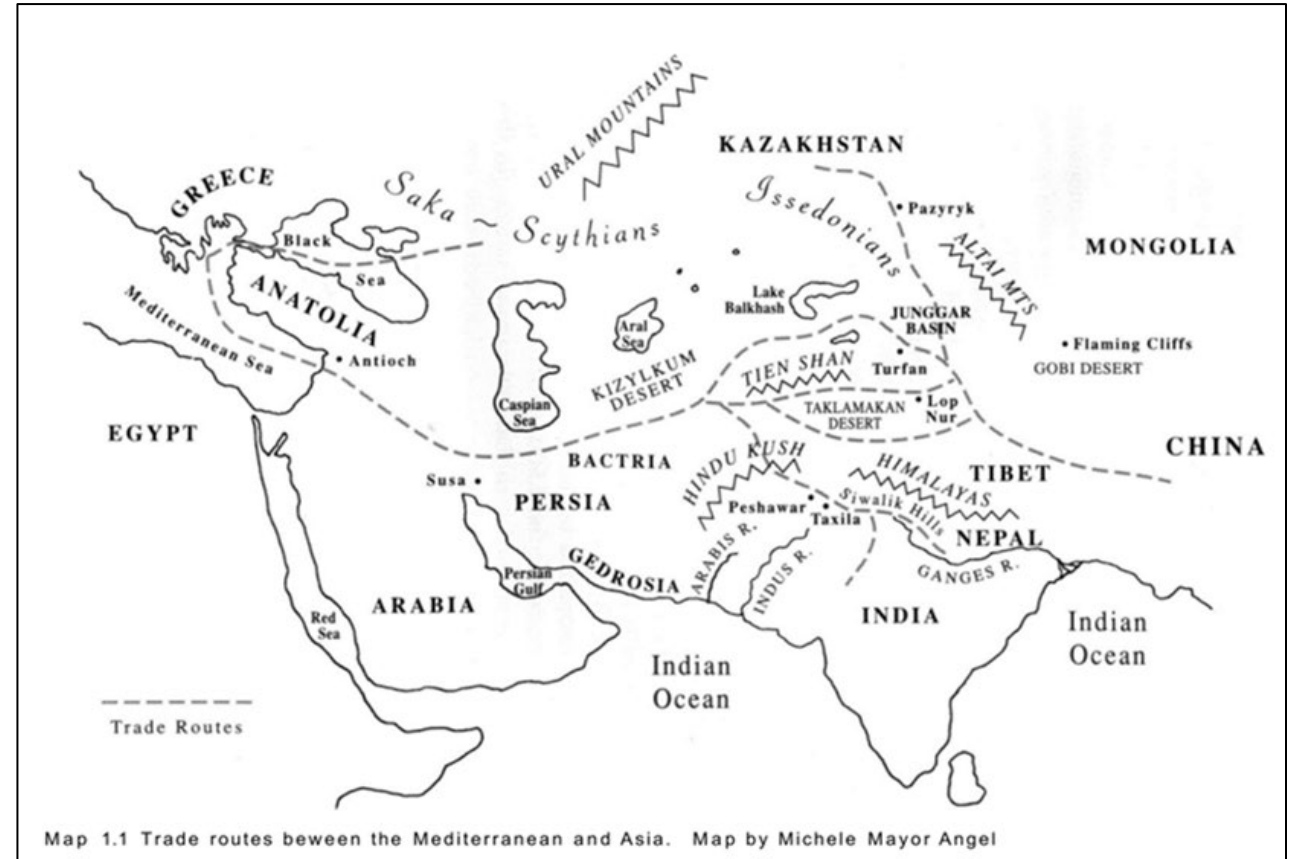 URAL MOUNTAINS
KAZAKHSTAN
GREECE
Saka ~ Scythians
Issedonians
Pazyryk
Black
Sea
ALTAI MTS
MONGOLIA
ANATOLIA
Mediterranean Sea
Antioch
Caspian
Sea
Aral
Sea
Lake
Balkhash
JUNGGAR
BASIN
Flaming Cliffs
GOBI DESERT
KIZYLKUM
DESERT
TIEN SHAN
Turfan
TAKLAMAKAN
DESERT
Lop
Nur
EGYPT
CHINA
BACTRIA
HINDU KUSH
HIMALAYAS
TIBET
Susa
PERSIA
Peshawar
Taxila
Siwalik Hills
NEPAL
GEDROSIA
ARABIS R.
INDUS R.
GANGES R.
Persian
Gulf
ARABIA
Red
Sea
INDIA
Indian
Ocean
Indian
Ocean
Trade Routes
Map 1.1 Trade routes beween the Mediterranean and Asia. Map by Michele Mayor Angel